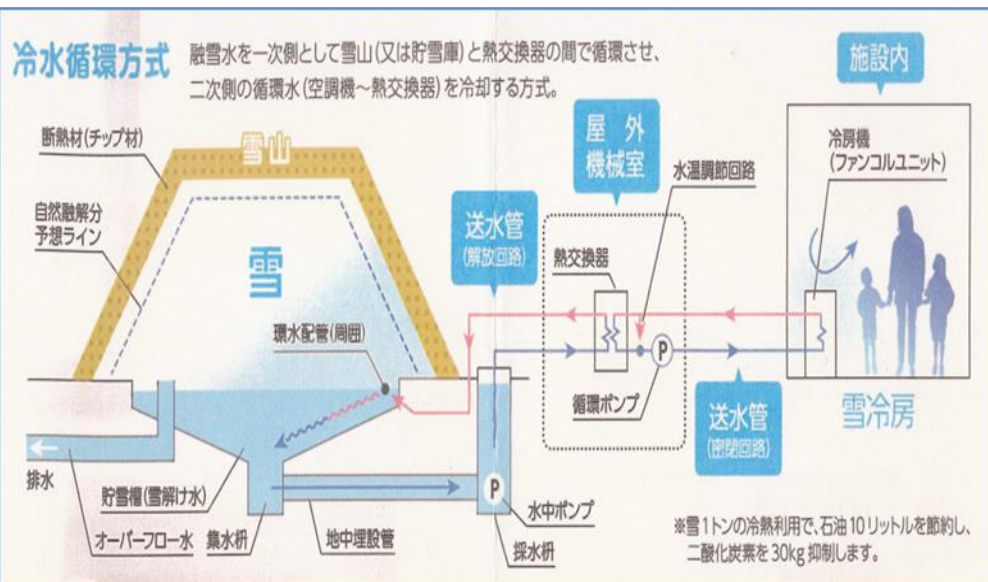 冷水循環方式
融雪水を一次側として雪山(又は貯雪庫)と熱交換器の間で循環させ、
二次側の循環水(空調機～熱交換器)を冷却する方式。
施設内
断熱材(チップ材)
雪山
屋外
機械室
水温調節回路
冷房機
(ファンコルユニット)
自然融解分
予想ライン
送水管
(解放回路)
熱交換器
雪
環水配管(周囲)
P
循環ポンプ
送水管
(密閉回路)
雪冷房
排水
貯雪槽(雪解け水)
P
水中ポンプ
オーバーフロー水
集水枡
地中埋設管
採水枡
※雪1トンの冷熱利用で、石油10リットルを節約し、
二酸化炭素を30kg抑制します。